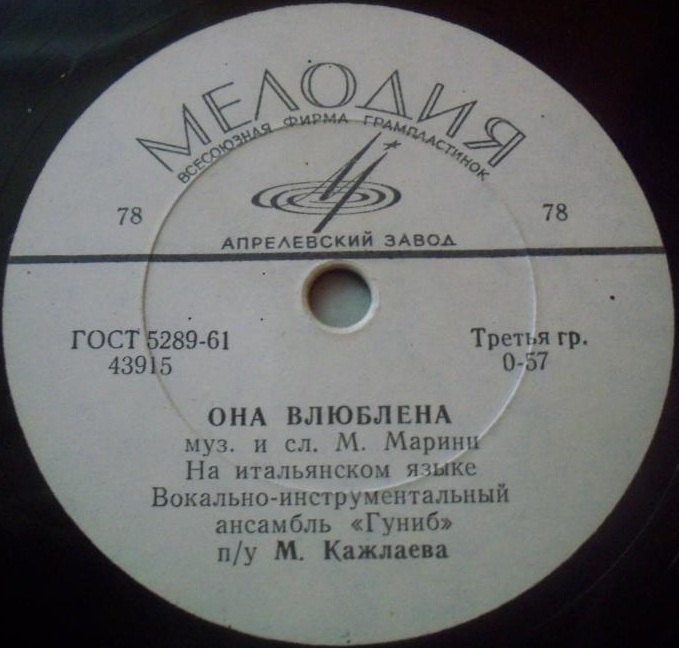 МЕЛОДИЯ
ВСЕСОЮЗНАЯ ФИРМА ГРАМПЛАСТИНОК
78 78
АПРЕЛЕВСКИЙ ЗАВОД
ГОСТ 5289-61 Третья гр.
43915 0-57
ОНА ВЛЮБЛЕНА
муз. и сл. М. Марини
На итальянском языке
Вокально-инструментальный
ансамбль «Гуниб»
п/у М. Кажлаева